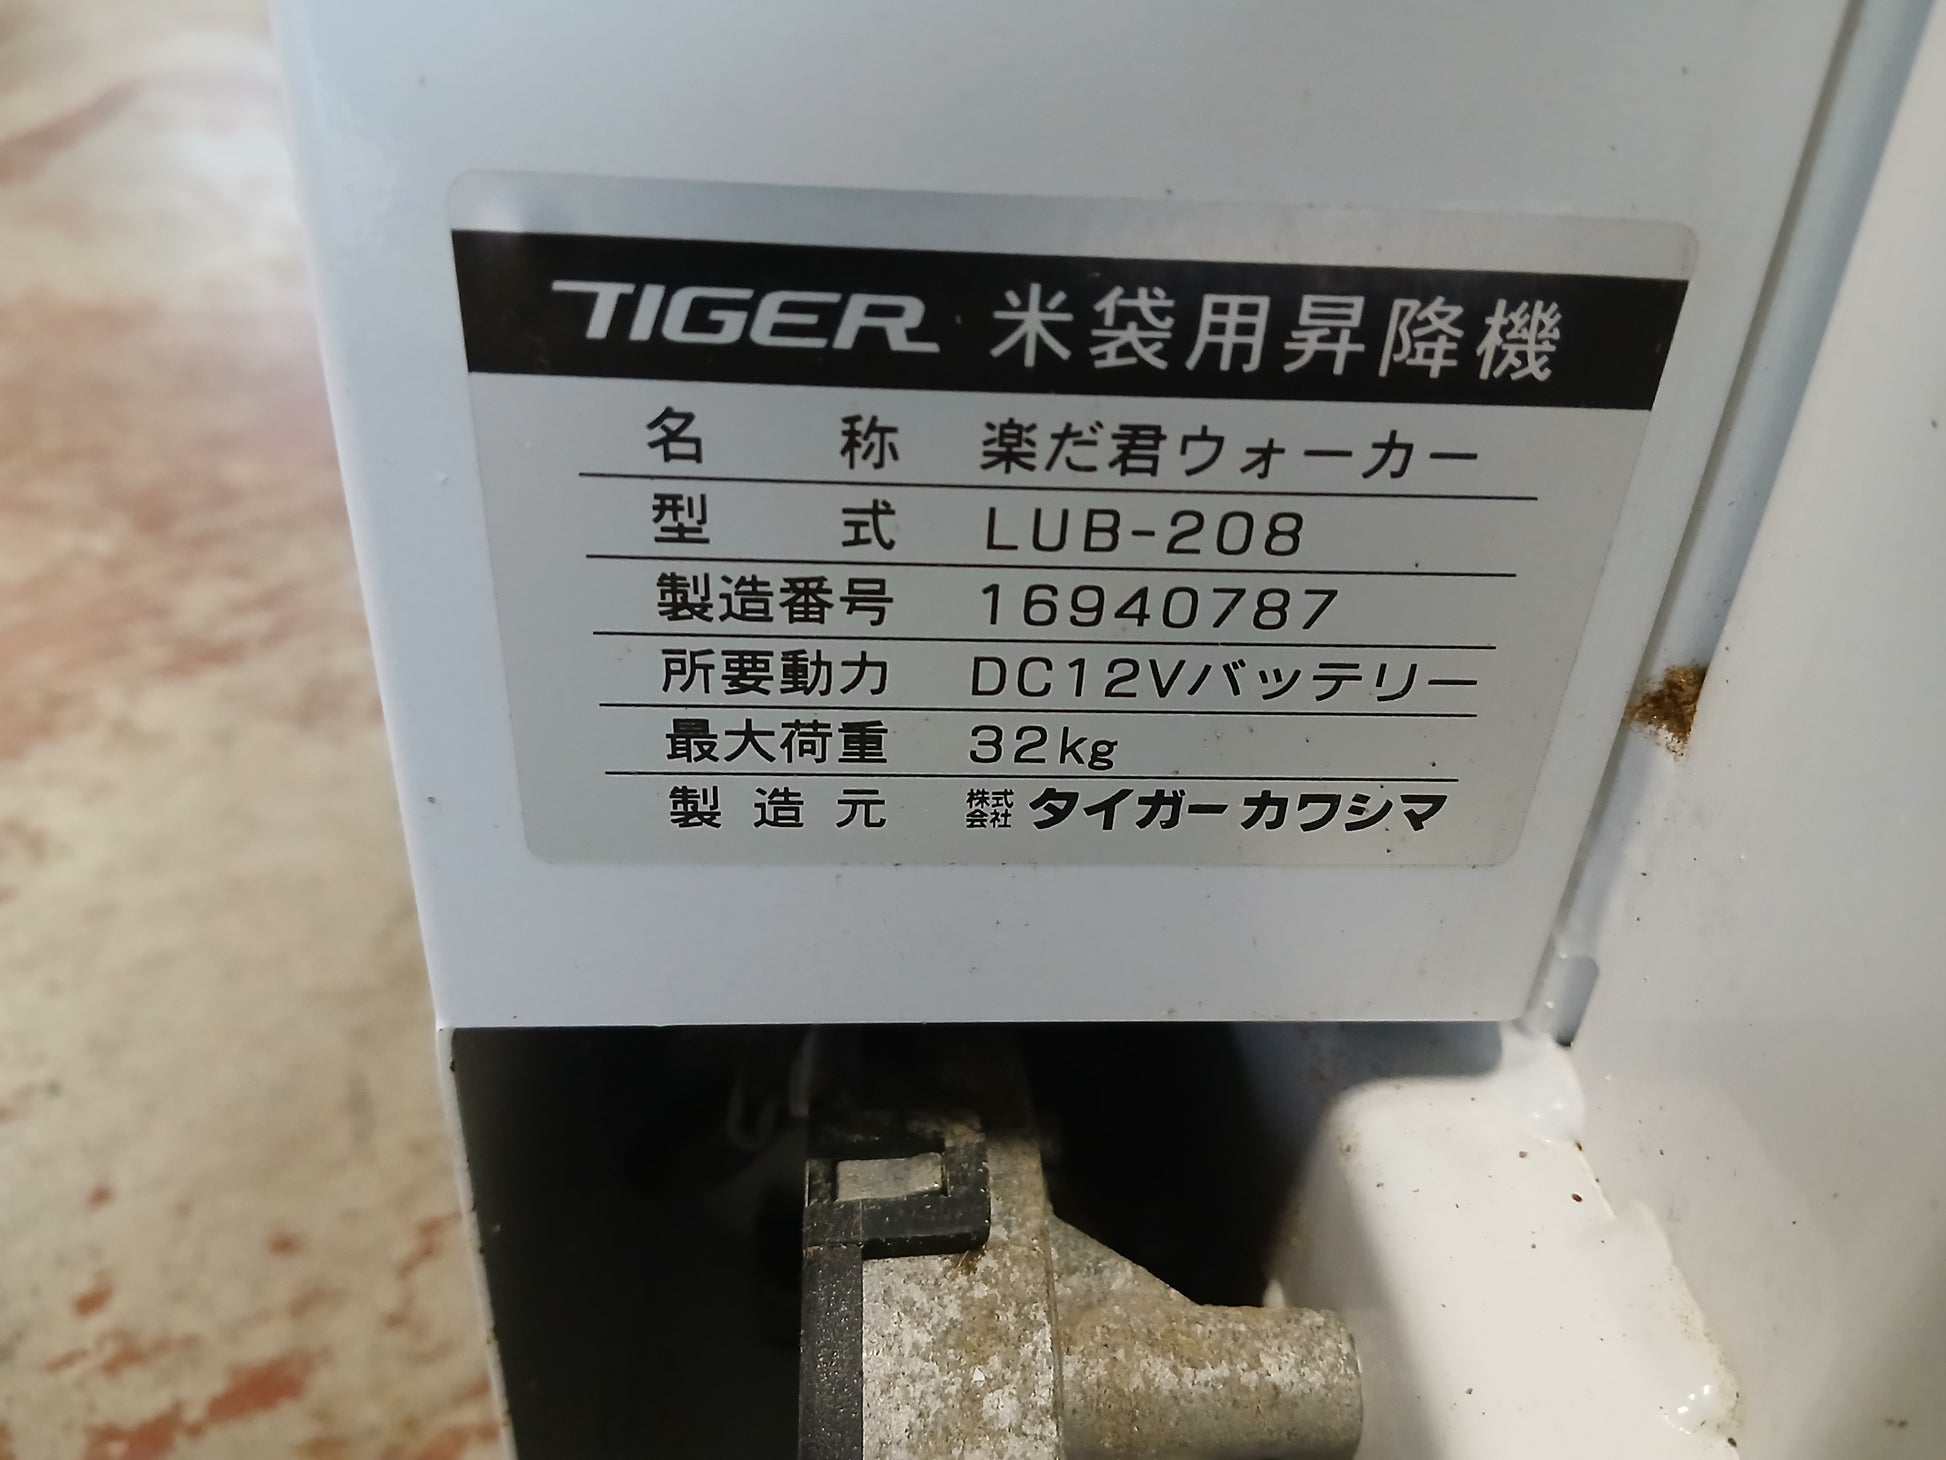 TIGER 米袋用昇降機
名称 楽だ君ウォーカー
型式 LUB-208
製造番号 16940787
所要動力 DC12Vバッテリー
最大荷重 32kg
製造元 株式会社 タイガーカワシマ